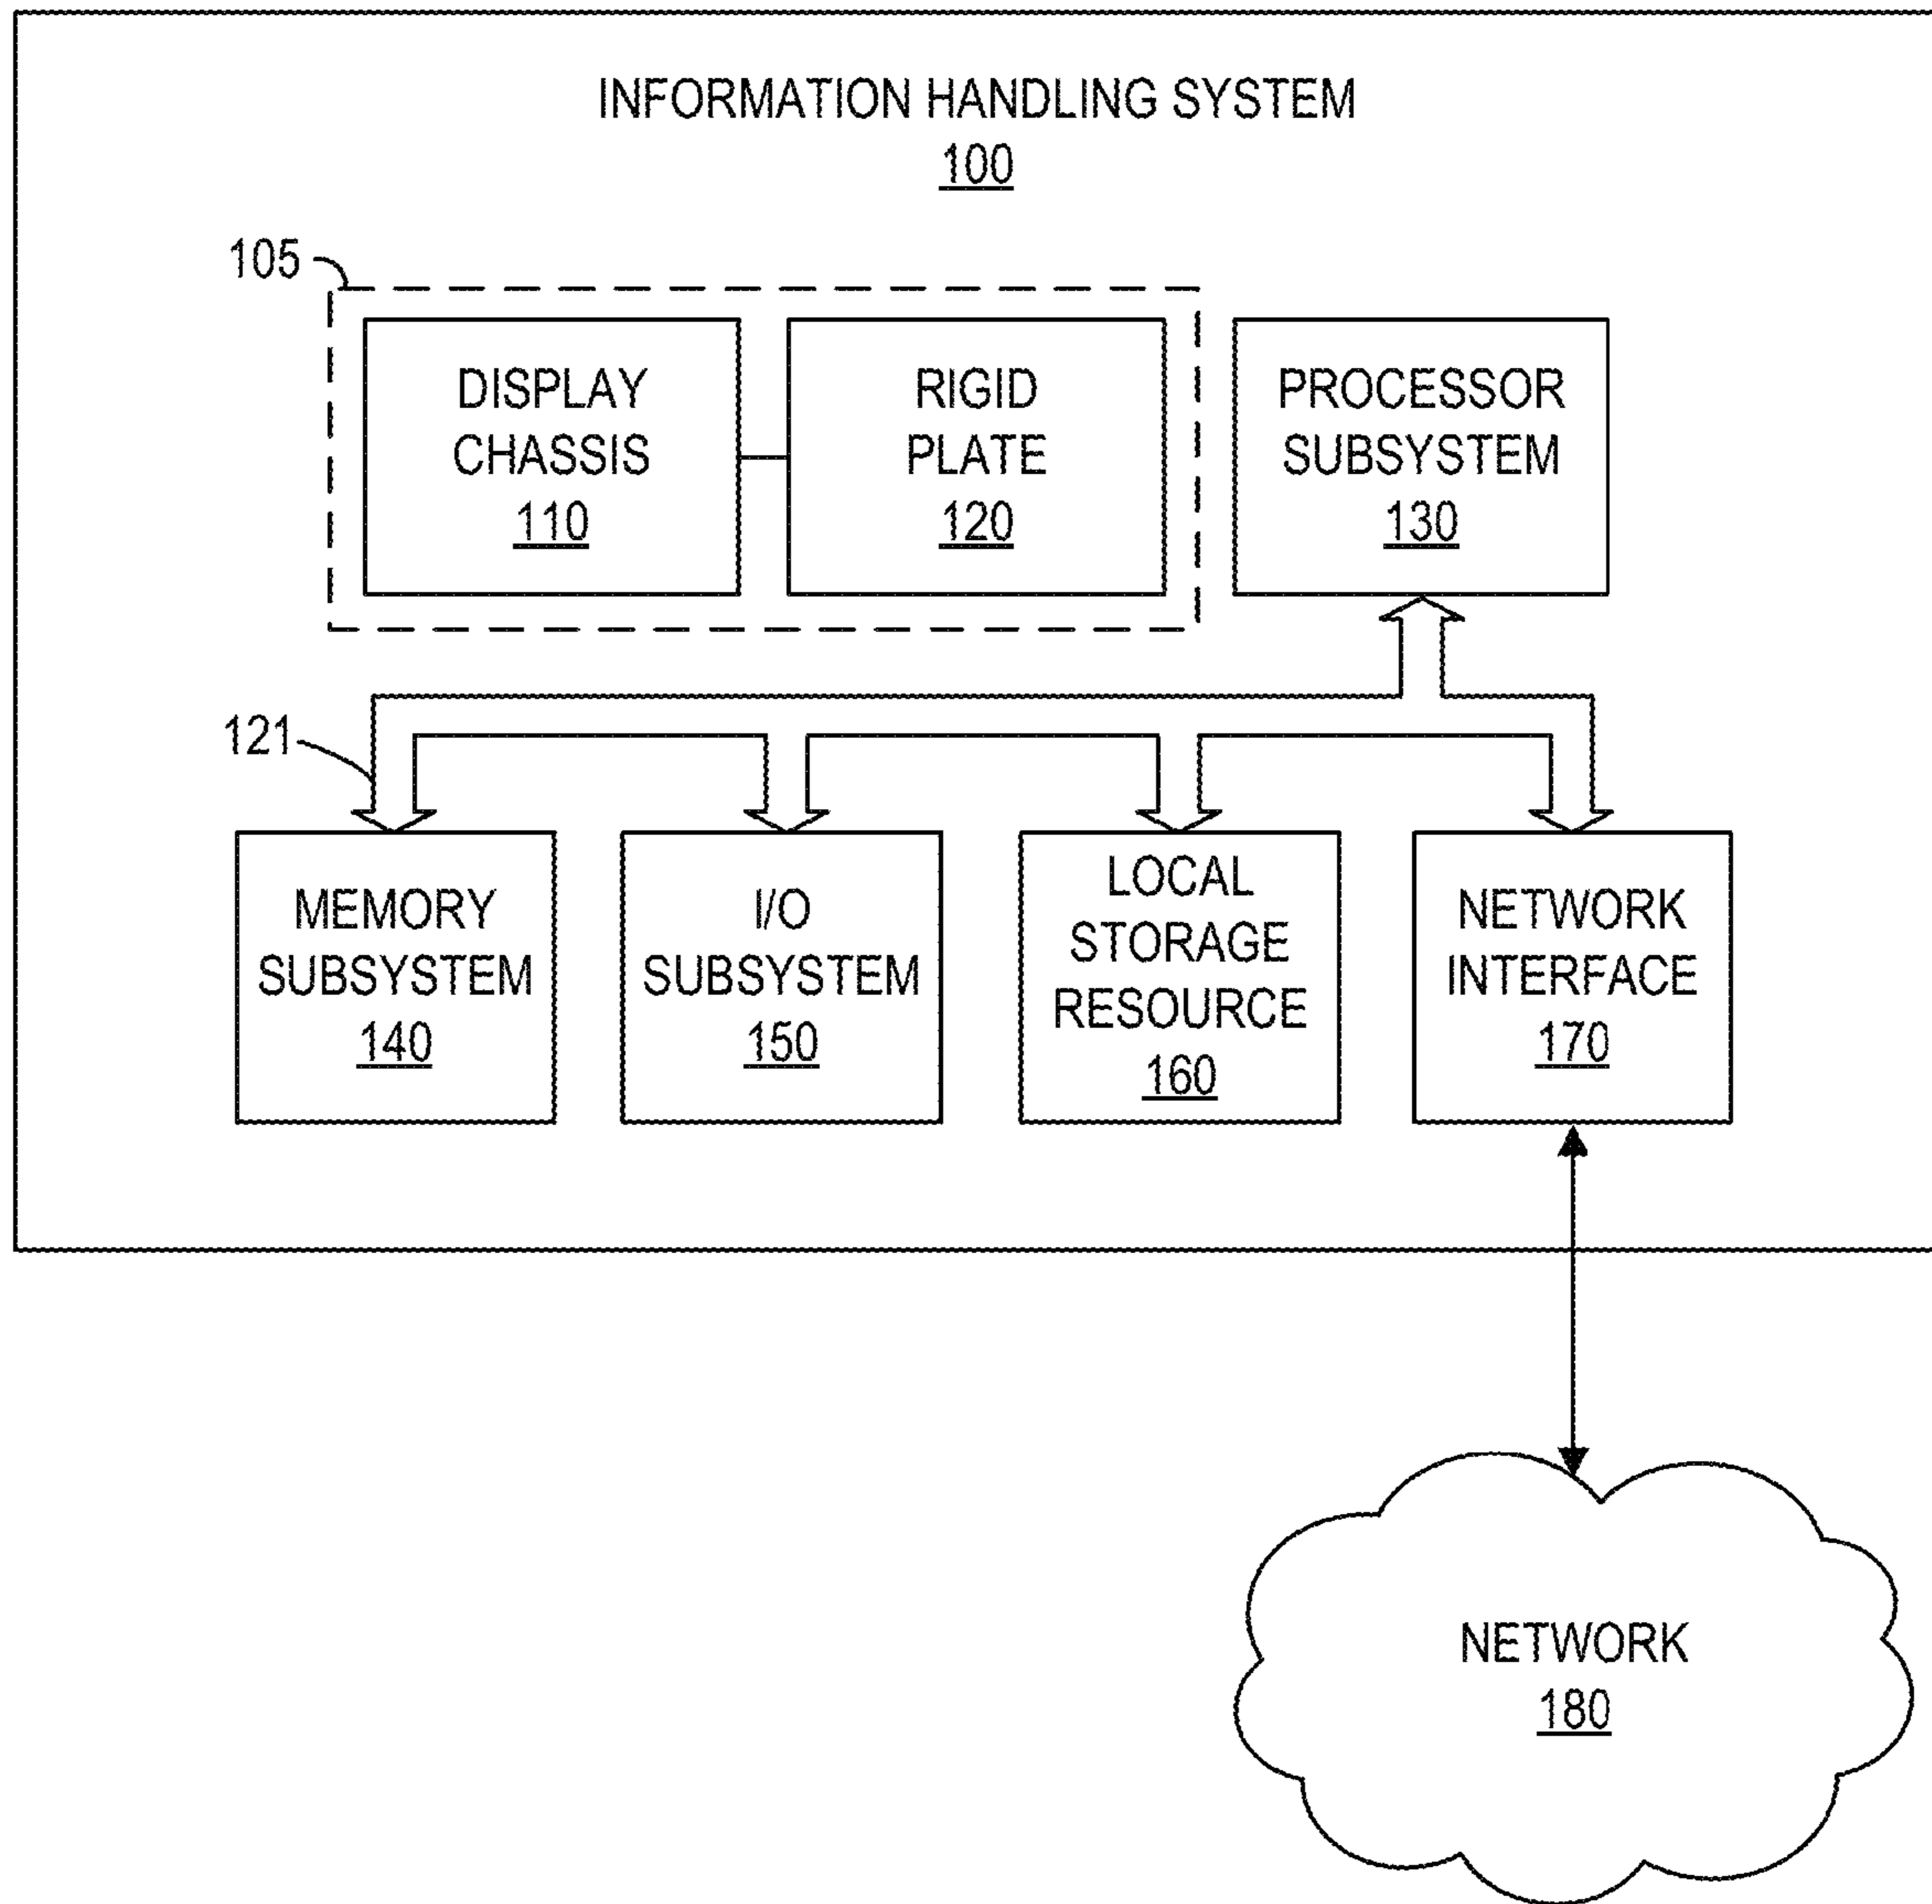 INFORMATION HANDLING SYSTEM
100
105
DISPLAY
CHASSIS
110
RIGID
PLATE
120
PROCESSOR
SUBSYSTEM
130
121
MEMORY
SUBSYSTEM
140
I/O
SUBSYSTEM
150
LOCAL
STORAGE
RESOURCE
160
NETWORK
INTERFACE
170
NETWORK
180